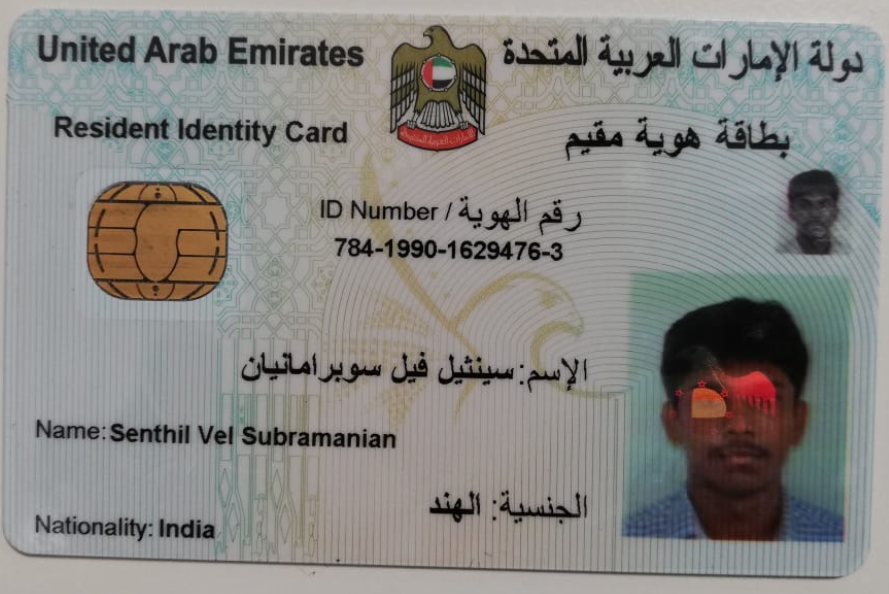 United Arab Emirates
دولة الإمارات العربية المتحدة
Resident Identity Card
بطاقة هوية مقيم
ID Number / رقم الهوية
784-1990-1629476-3
الإسم: سينثيل فيل سوبرامانيان
Name: Senthil Vel Subramanian
الجنسية: الهند
Nationality: India